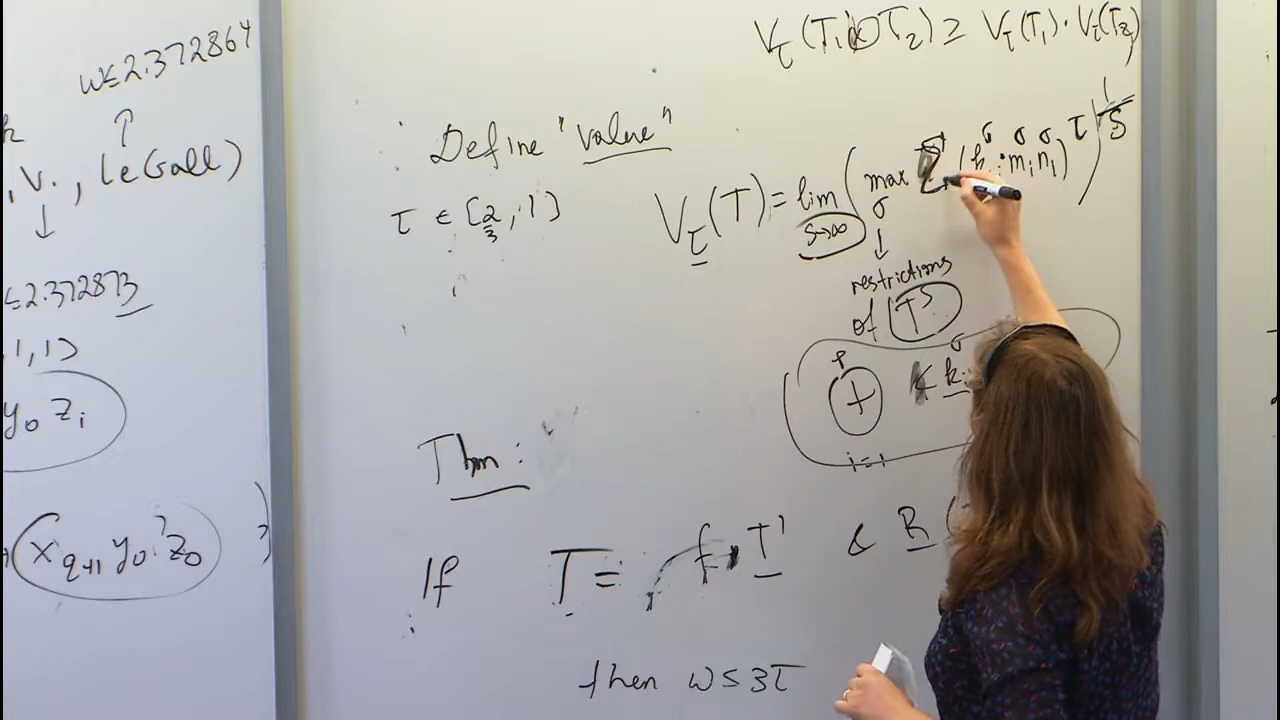 ω≤2.372864
↑
, V. , LeGall)
↓
≤2.372873
, 1, 1)
y₀ z_i
(x_{q+1} y₀ z₀ )
V_τ(T₁⊗T₂) ≥ V_τ(T₁)·V_τ(T₂)
Define "value"
τ ∈ [2/3, 1]
V_τ(T) = lim_{s→∞} ( max_σ Σ (k_i^σ m_i^σ n_i^σ)^τ )^{1/s}
↓
restrictions
of T^s
⊕_{i=1}^p < k_i^σ
Thm:
If T = f · T' & R(
then ω≤3τ